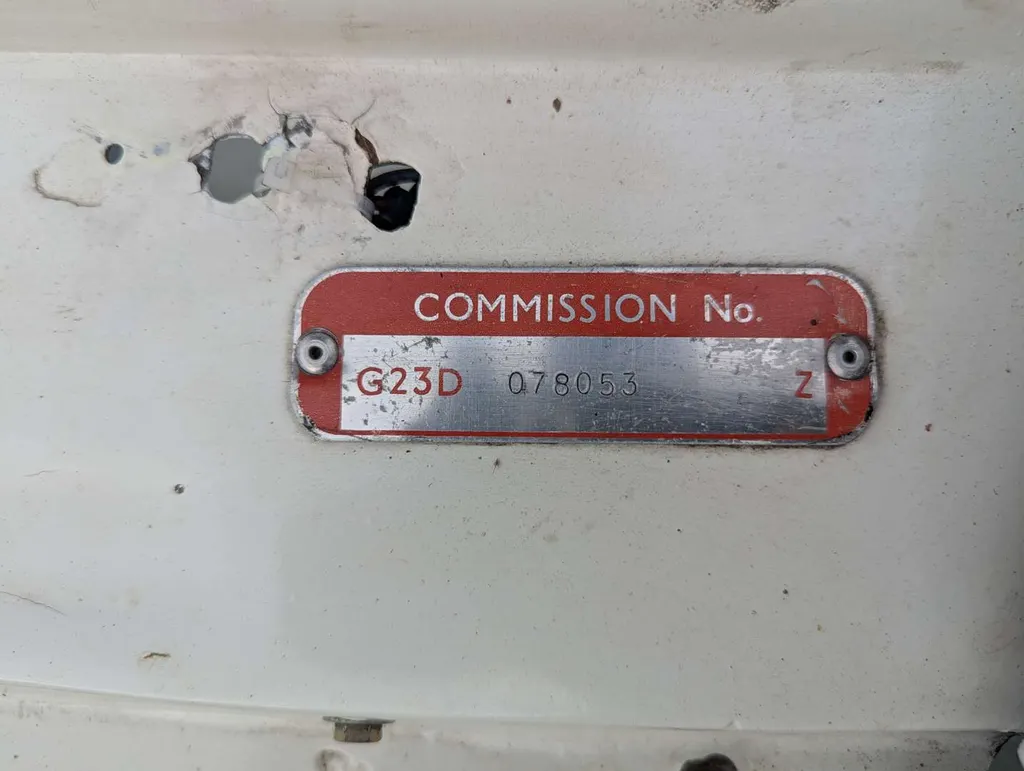 COMMISSION No.
G23D 078053 Z